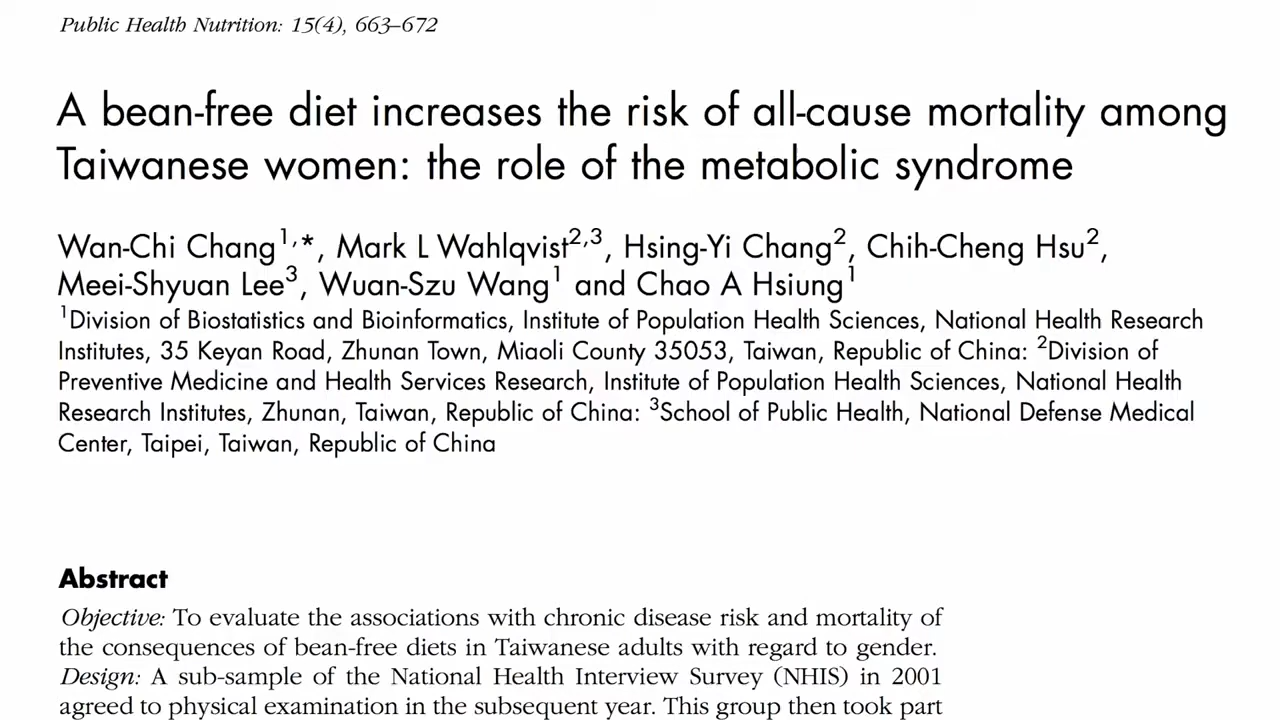 Public Health Nutrition: 15(4), 663–672
A bean-free diet increases the risk of all-cause mortality among
Taiwanese women: the role of the metabolic syndrome
Wan-Chi Chang1,*, Mark L Wahlqvist2,3, Hsing-Yi Chang2, Chih-Cheng Hsu2,
Meei-Shyuan Lee3, Wuan-Szu Wang1 and Chao A Hsiung1
1Division of Biostatistics and Bioinformatics, Institute of Population Health Sciences, National Health Research
Institutes, 35 Keyan Road, Zhunan Town, Miaoli County 35053, Taiwan, Republic of China: 2Division of
Preventive Medicine and Health Services Research, Institute of Population Health Sciences, National Health
Research Institutes, Zhunan, Taiwan, Republic of China: 3School of Public Health, National Defense Medical
Center, Taipei, Taiwan, Republic of China
Abstract
Objective: To evaluate the associations with chronic disease risk and mortality of
the consequences of bean-free diets in Taiwanese adults with regard to gender.
Design: A sub-sample of the National Health Interview Survey (NHIS) in 2001
agreed to physical examination in the subsequent year. This group then took part